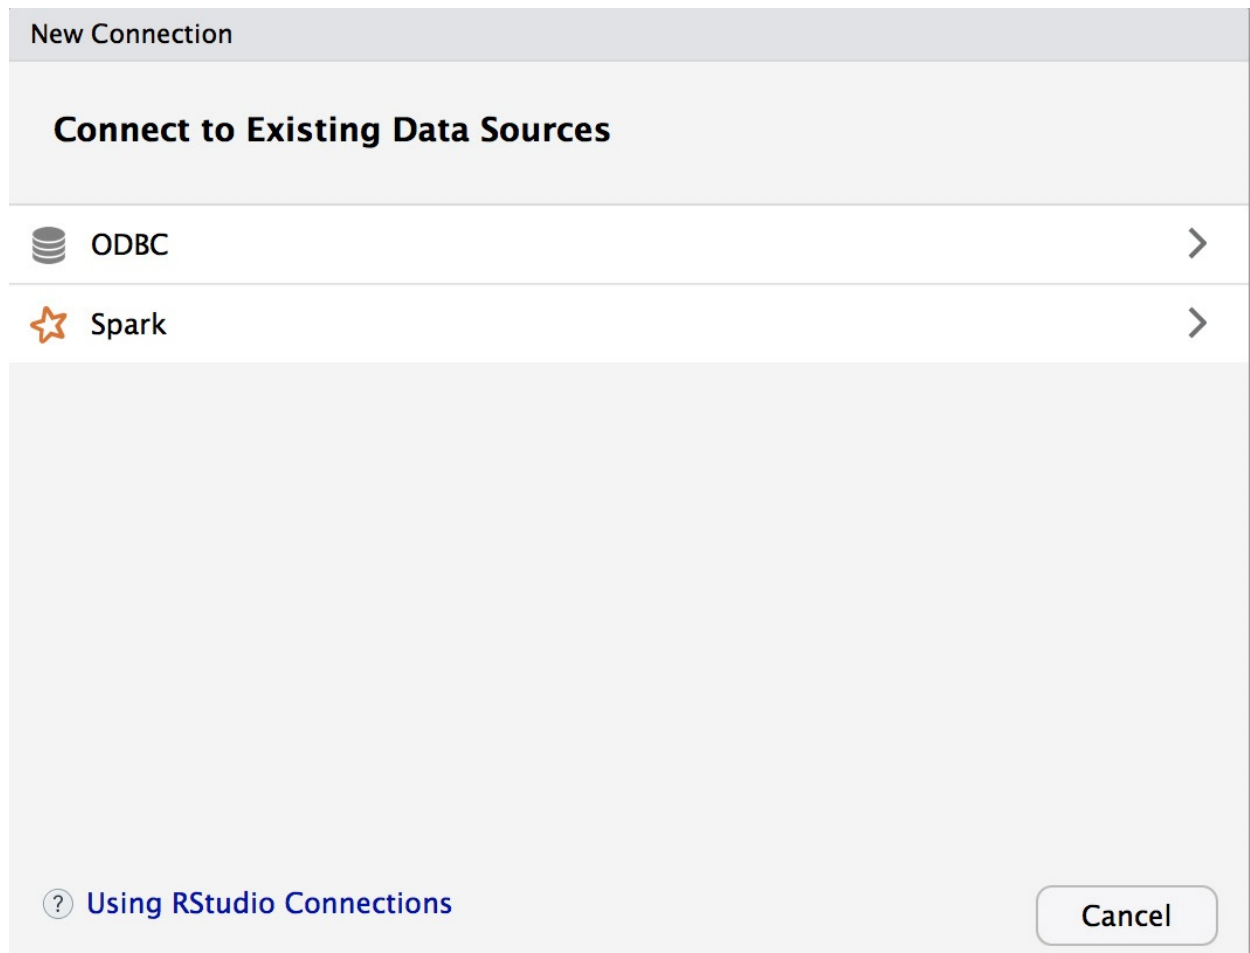 New Connection
Connect to Existing Data Sources
ODBC
Spark
? Using RStudio Connections
Cancel